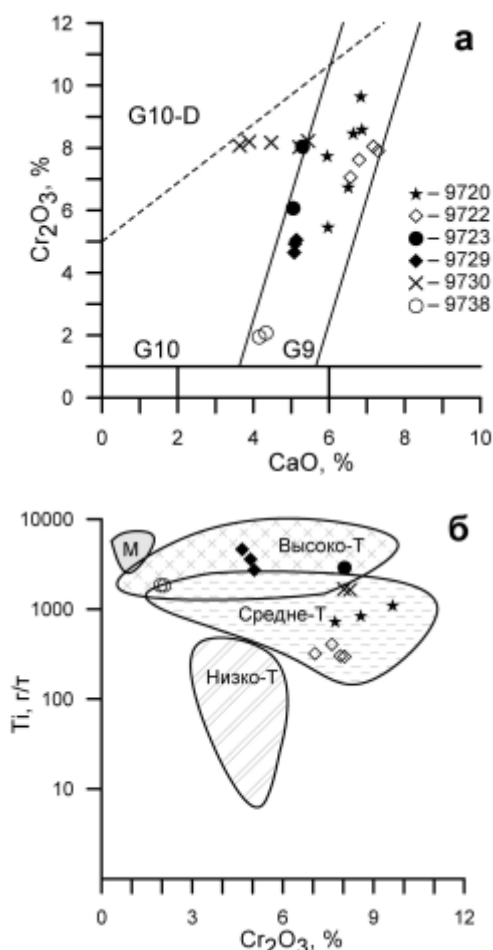 а
12
10
8
6
4
2
0
Cr₂O₃, %
G10-D
G10
G9
★ – 9720
◇ – 9722
● – 9723
◆ – 9729
× – 9730
○ – 9738
0 2 4 6 8 10
CaO, %
б
10000
1000
100
10
Ti, г/т
М
Высоко-Т
Средне-Т
Низко-Т
0 3 6 9 12
Cr₂O₃, %